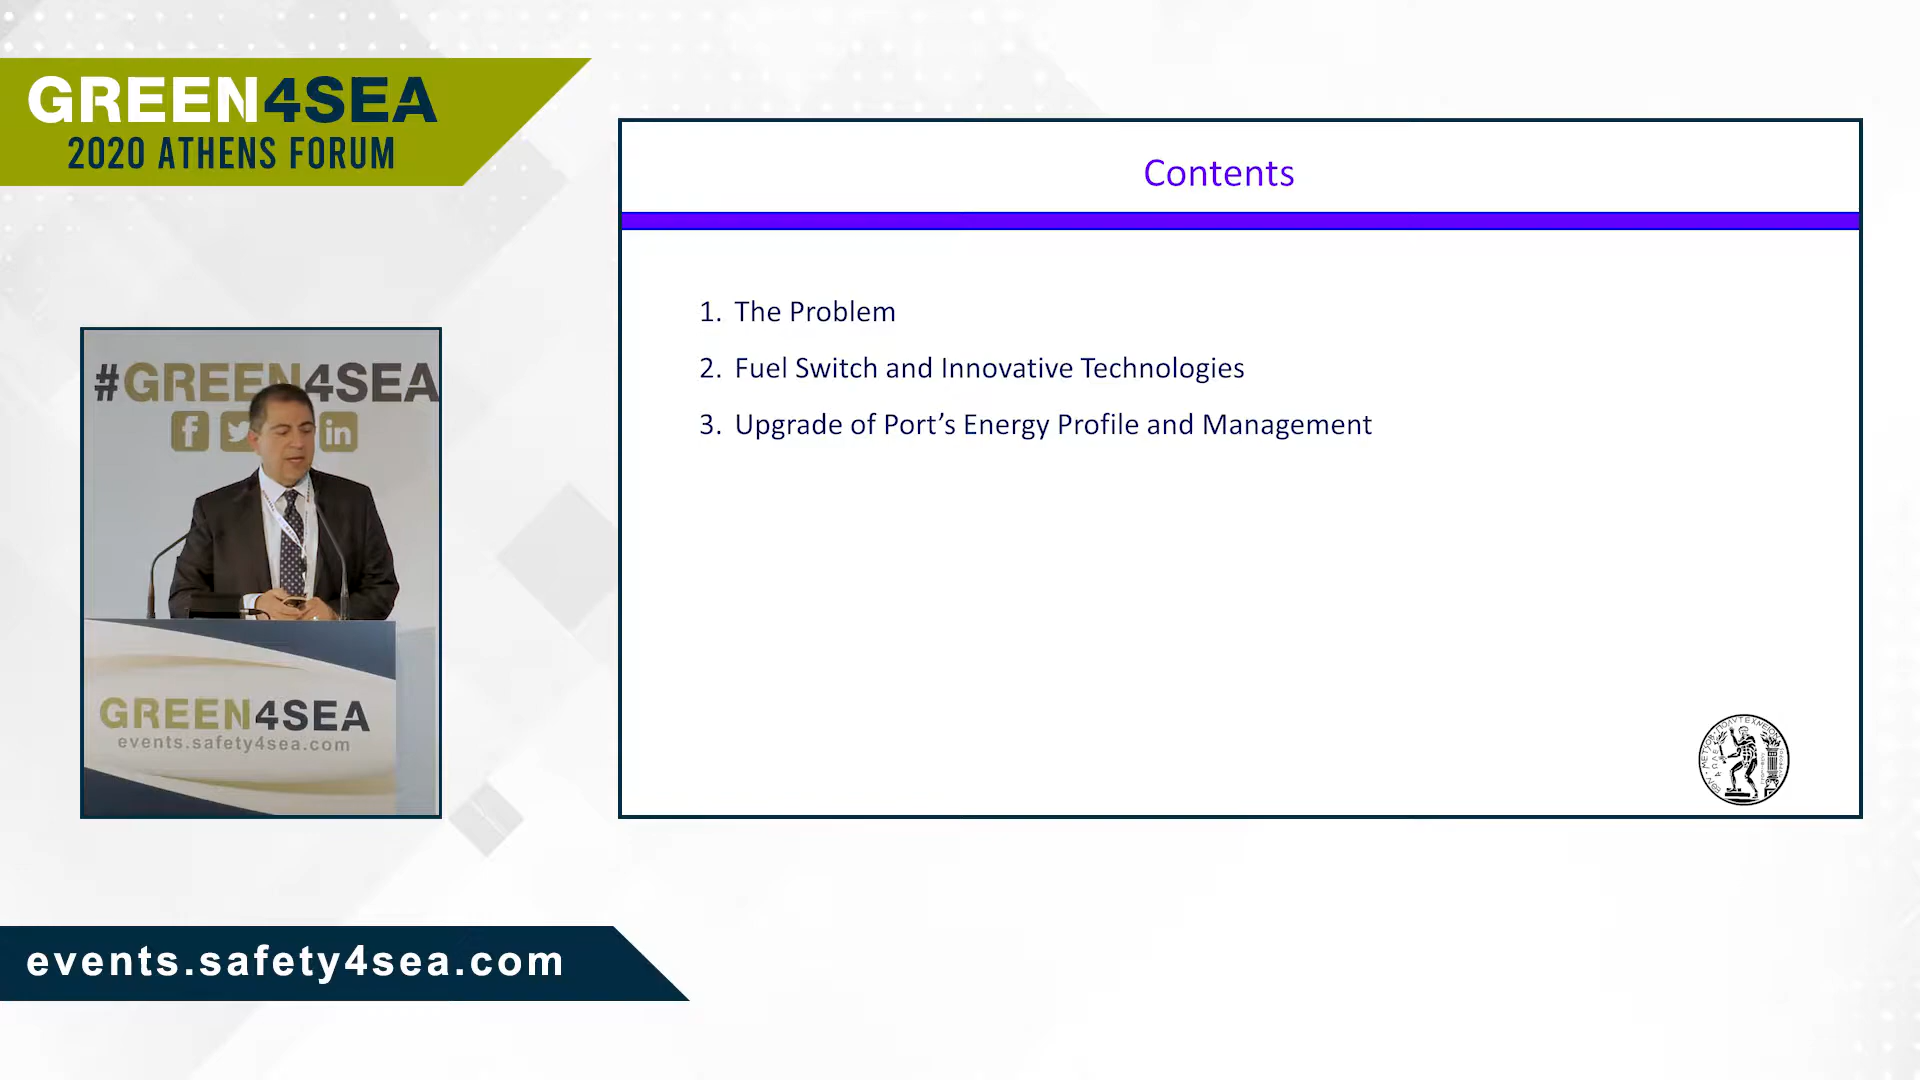 GREEN4SEA
2020 ATHENS FORUM
#GREEN4SEA
GREEN4SEA
events.safety4sea.com
Contents
1. The Problem
2. Fuel Switch and Innovative Technologies
3. Upgrade of Port’s Energy Profile and Management
events.safety4sea.com